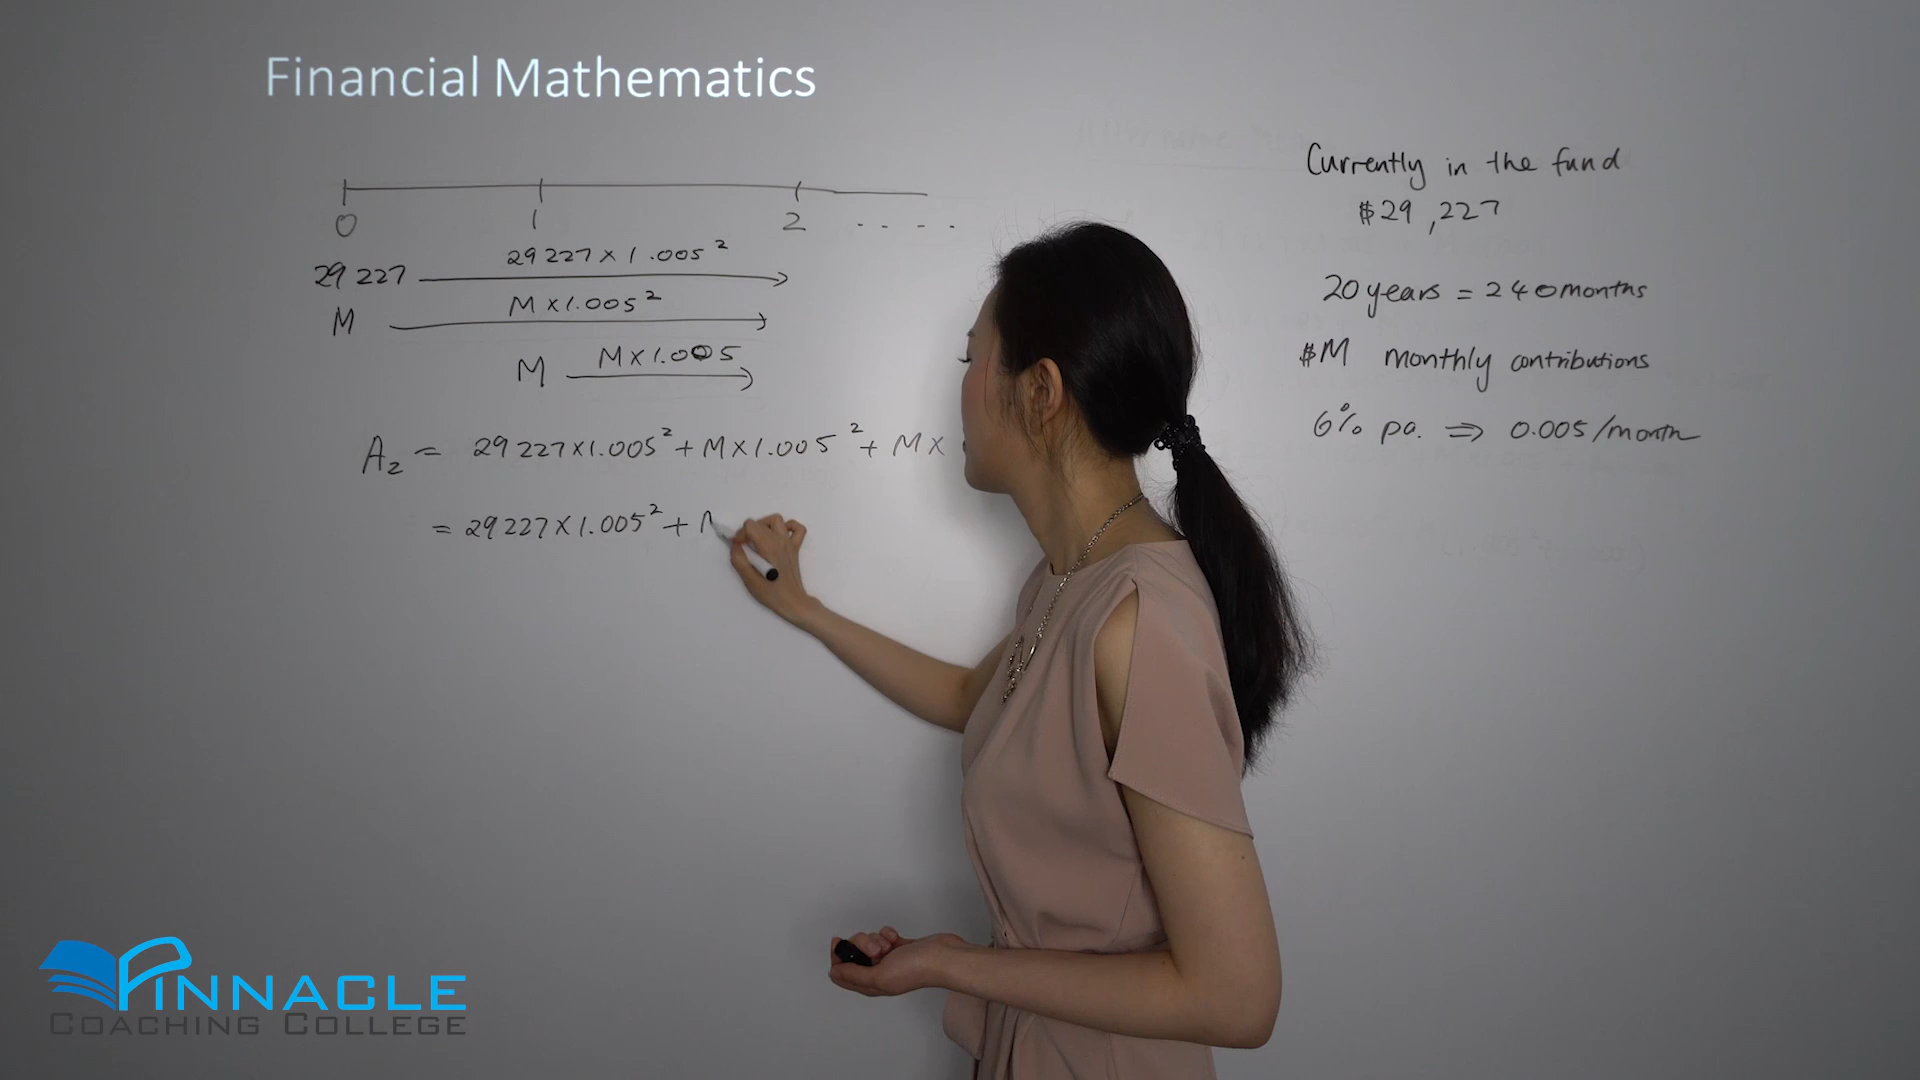 Financial Mathematics
0 1 2 . . . .
29227 × 1.005²
29 227
M × 1.005²
M
M × 1.005
M
A₂ = 29 227 × 1.005² + M × 1.005² + M ×
= 29 227 × 1.005² +
Currently in the fund
$29,227
20 years = 240 months
$M monthly contributions
6% pa. ⇒ 0.005/month
PINNACLE
COACHING COLLEGE